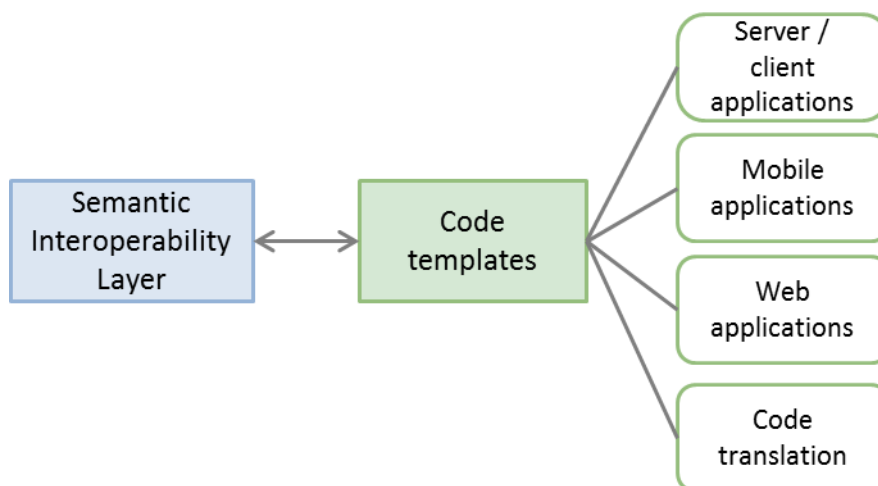 Semantic
Interoperability
Layer
Code
templates
Server /
client
applications
Mobile
applications
Web
applications
Code
translation